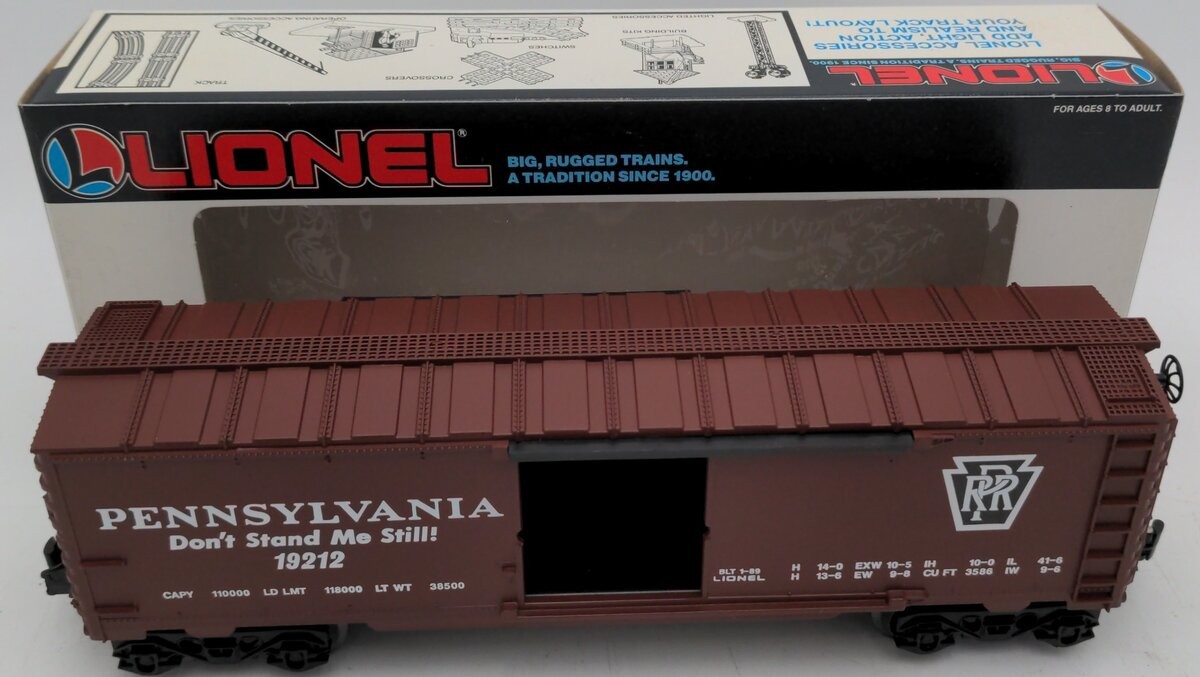 LIONEL ACCESSORIES
ADD PLAY, ACTION
AND REALISM TO
YOUR TRACK LAYOUT!
LIONEL
BIG, RUGGED TRAINS. A TRADITION SINCE 1900.
LIGHTED ACCESSORIES
BUILDING KITS
SWITCHES
CROSSOVERS
OPERATING ACCESSORIES
TRACK
FOR AGES 8 TO ADULT.
LIONEL®
BIG, RUGGED TRAINS.
A TRADITION SINCE 1900.
PENNSYLVANIA
Don't Stand Me Still!
19212
CAPY 110000 LD LMT 118000 LT WT 38500
BLT 1-89
LIONEL
H 14-0 EXW 10-5 IH 10-0 IL 41-6
H 13-6 EW 9-8 CU FT 3586 IW 9-6
PRR